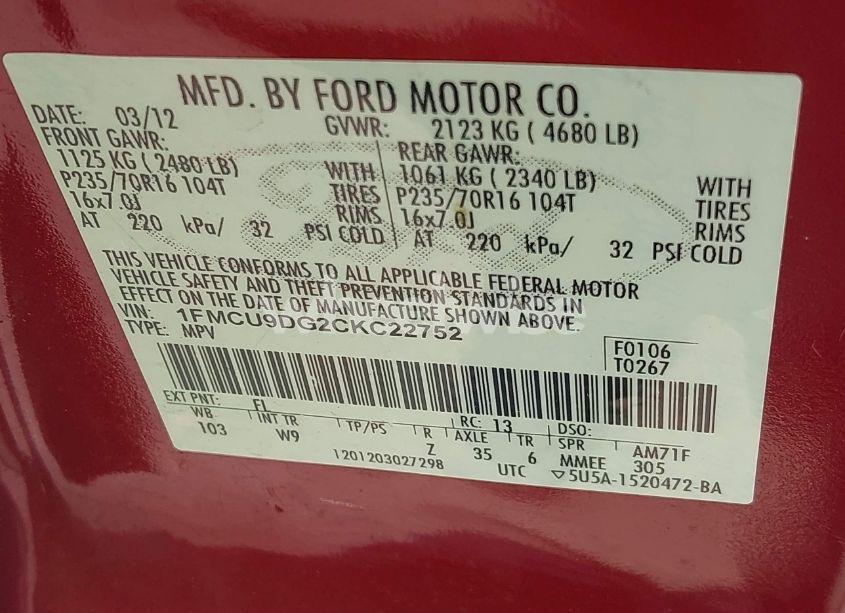 MFD. BY FORD MOTOR CO.
DATE: 03/12 GVWR: 2123 KG ( 4680 LB)
FRONT GAWR: REAR GAWR:
1125 KG ( 2480 LB) WITH 1061 KG ( 2340 LB) WITH
P235/70R16 104T TIRES P235/70R16 104T TIRES
16x7.0J RIMS 16x7.0J RIMS
AT 220 kPa/ 32 PSI COLD AT 220 kPa/ 32 PSI COLD
THIS VEHICLE CONFORMS TO ALL APPLICABLE FEDERAL MOTOR
VEHICLE SAFETY AND THEFT PREVENTION STANDARDS IN
EFFECT ON THE DATE OF MANUFACTURE SHOWN ABOVE.
VIN: 1FMCU9DG2CKC22752
TYPE: MPV
F0106
T0267
EXT PNT: FL RC: 13 DSO:
WB INT TR TP/PS R AXLE TR SPR AM71F
103 W9 Z 35 6 MMEE 305
1201203027298 UTC ▽5U5A-1520472-BA